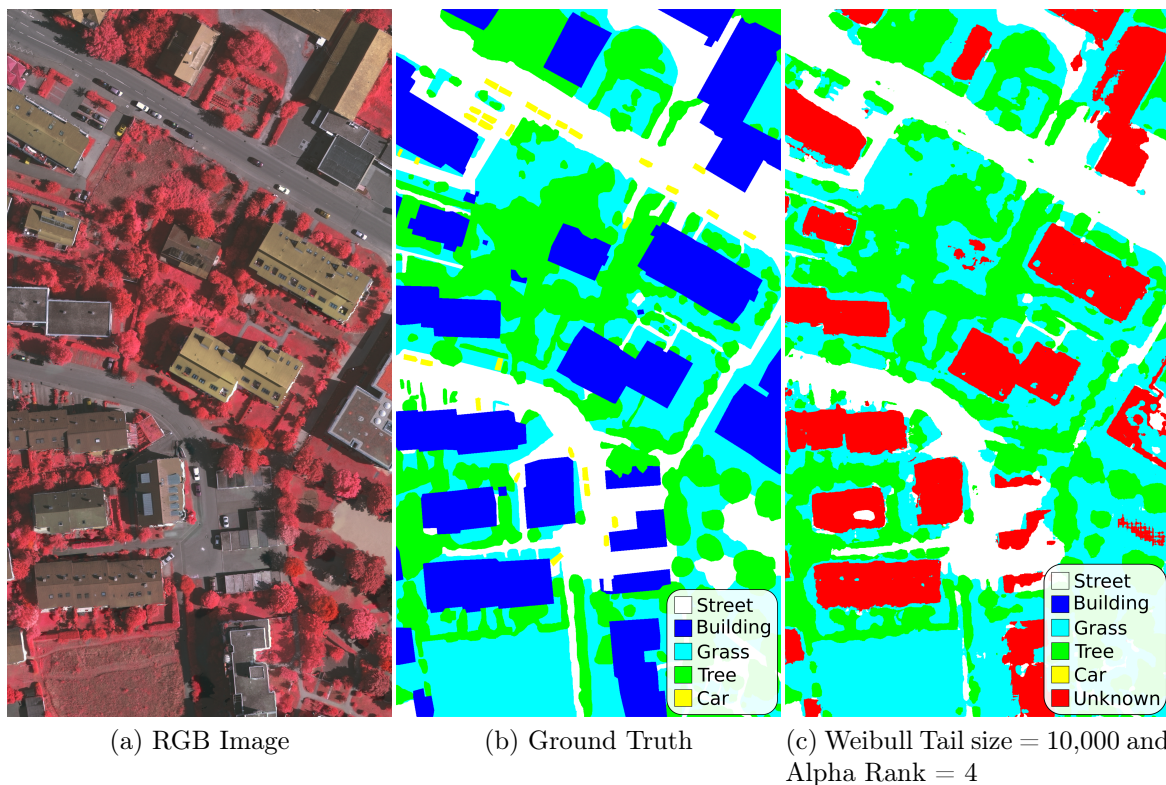 Street
Building
Grass
Tree
Car
Street
Building
Grass
Tree
Car
Unknown
(a) RGB Image
(b) Ground Truth
(c) Weibull Tail size = 10,000 and
Alpha Rank = 4